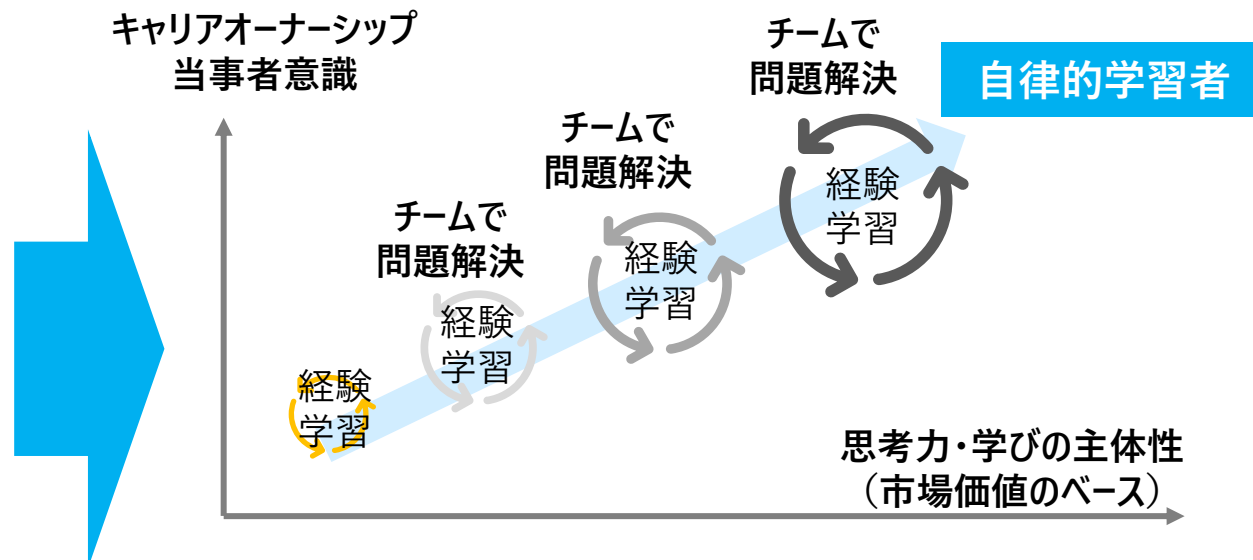 キャリアオーナーシップ
当事者意識
チームで
問題解決
自律的学習者
チームで
問題解決
経験
学習
チームで
問題解決
経験
学習
経験
学習
経験
学習
思考力・学びの主体性
（市場価値のベース）